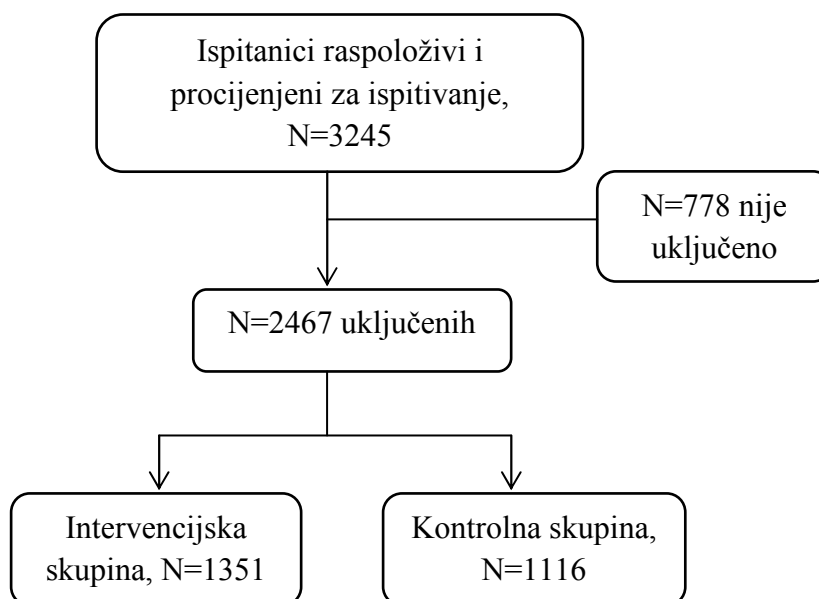 Ispitanici raspoloživi i
procijenjeni za ispitivanje,
N=3245
N=778 nije
uključeno
N=2467 uključenih
Intervencijska
skupina, N=1351
Kontrolna skupina,
N=1116